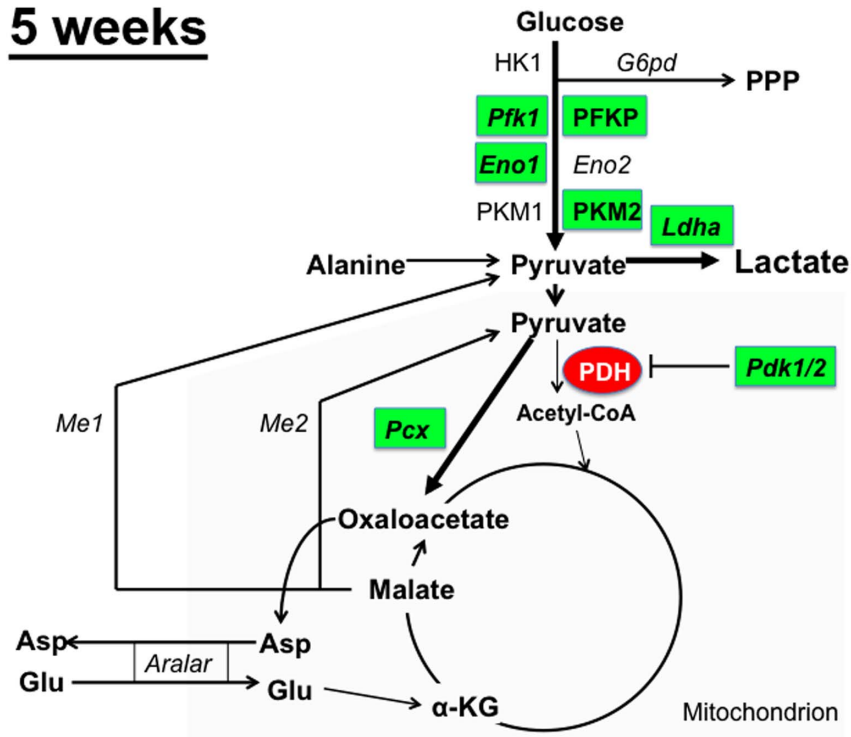 5 weeks
Glucose
HK1
G6pd
PPP
Pfk1
PFKP
Eno1
Eno2
PKM1
PKM2
Ldha
Alanine
Pyruvate
Lactate
Pyruvate
PDH
Pdk1/2
Me1
Me2
Pcx
Acetyl-CoA
Oxaloacetate
Malate
Asp
Asp
Aralar
Glu
Glu
α-KG
Mitochondrion